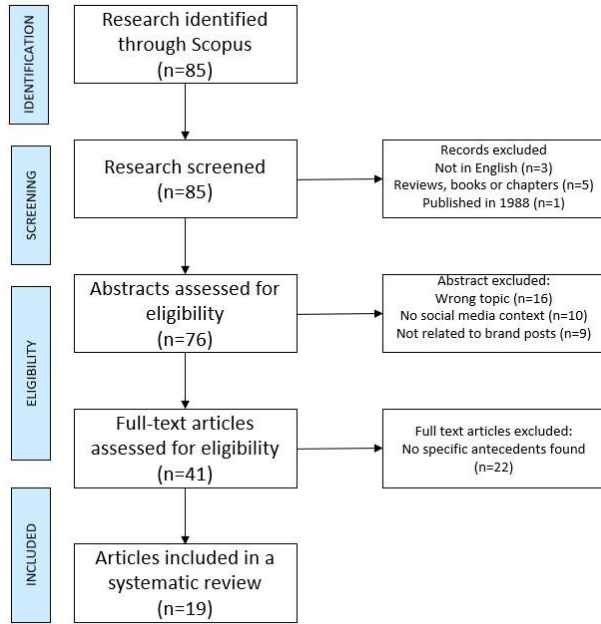 IDENTIFICATION
Research identified
through Scopus
(n=85)
SCREENING
Research screened
(n=85)
Records excluded
Not in English (n=3)
Reviews, books or chapters (n=5)
Published in 1988 (n=1)
ELIGIBILITY
Abstracts assessed for
eligibility
(n=76)
Abstract excluded:
Wrong topic (n=16)
No social media context (n=10)
Not related to brand posts (n=9)
Full-text articles
assessed for eligibility
(n=41)
Full text articles excluded:
No specific antecedents found
(n=22)
INCLUDED
Articles included in a
systematic review
(n=19)